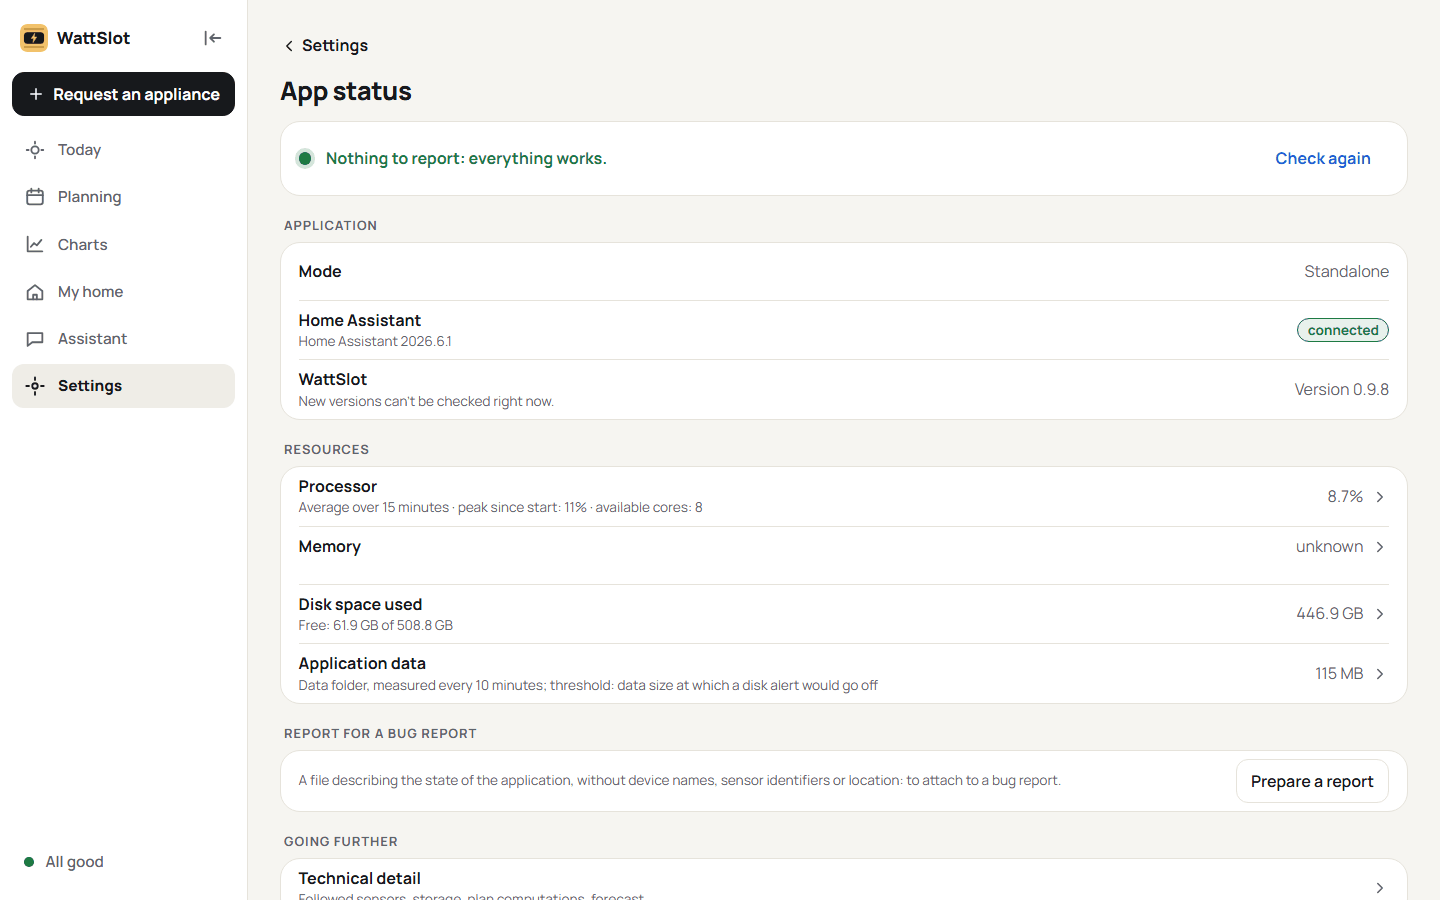 WattSlot
Request an appliance
Today
Planning
Charts
My home
Assistant
Settings
All good
Settings
App status
Nothing to report: everything works.
Check again
APPLICATION
Mode
Standalone
Home Assistant
Home Assistant 2026.6.1
connected
WattSlot
New versions can't be checked right now.
Version 0.9.8
RESOURCES
Processor
Average over 15 minutes · peak since start: 11% · available cores: 8
8.7%
Memory
unknown
Disk space used
Free: 61.9 GB of 508.8 GB
446.9 GB
Application data
Data folder, measured every 10 minutes; threshold: data size at which a disk alert would go off
115 MB
REPORT FOR A BUG REPORT
A file describing the state of the application, without device names, sensor identifiers or location: to attach to a bug report.
Prepare a report
GOING FURTHER
Technical detail
Followed sensors, storage, plan computations, forecast